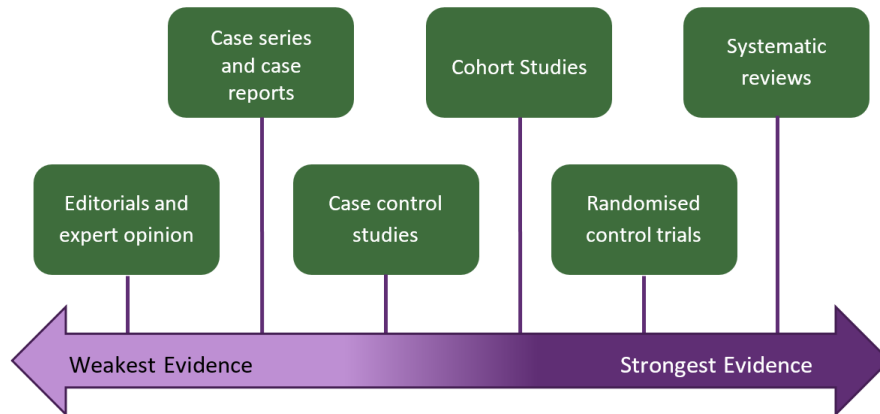 Case series
and case
reports
Cohort Studies
Systematic
reviews
Editorials and
expert opinion
Case control
studies
Randomised
control trials
Weakest Evidence
Strongest Evidence